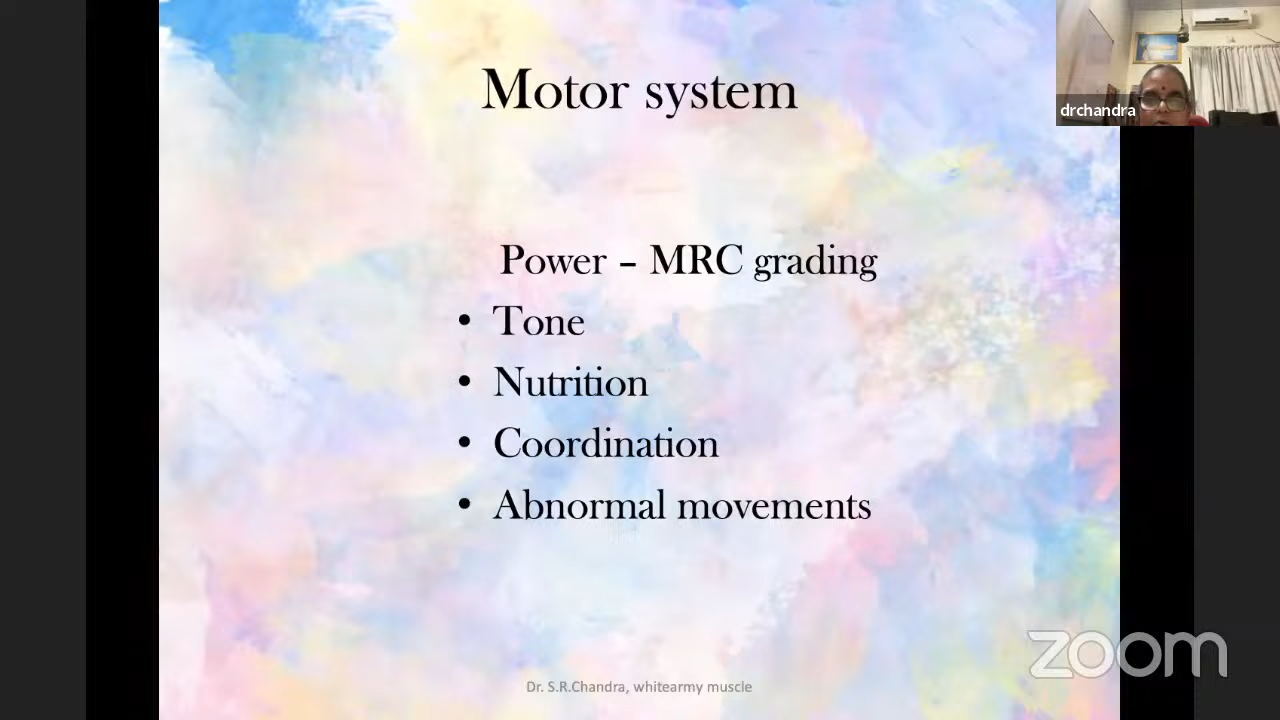 Motor system
drchandra
Power – MRC grading
• Tone
• Nutrition
• Coordination
• Abnormal movements
zoom
Dr. S.R.Chandra, whitearmy muscle